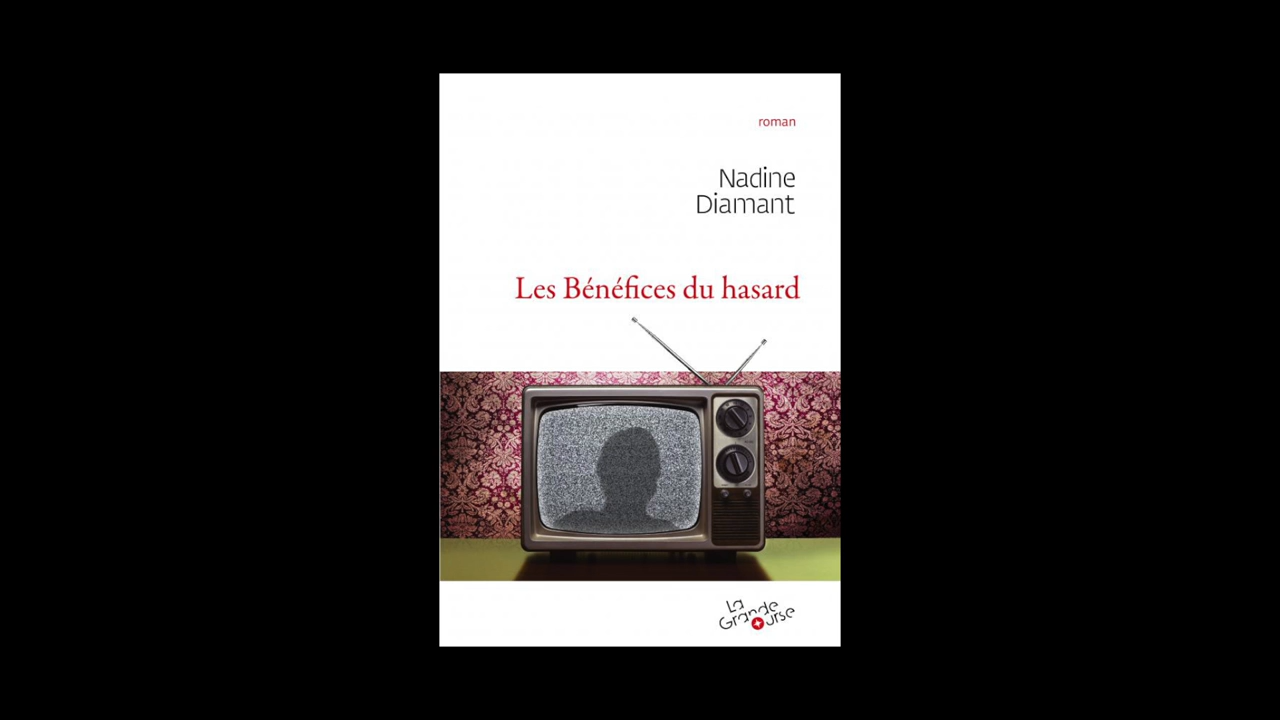 roman
Nadine
Diamant
Les Bénéfices du hasard
La
Grande
Ourse